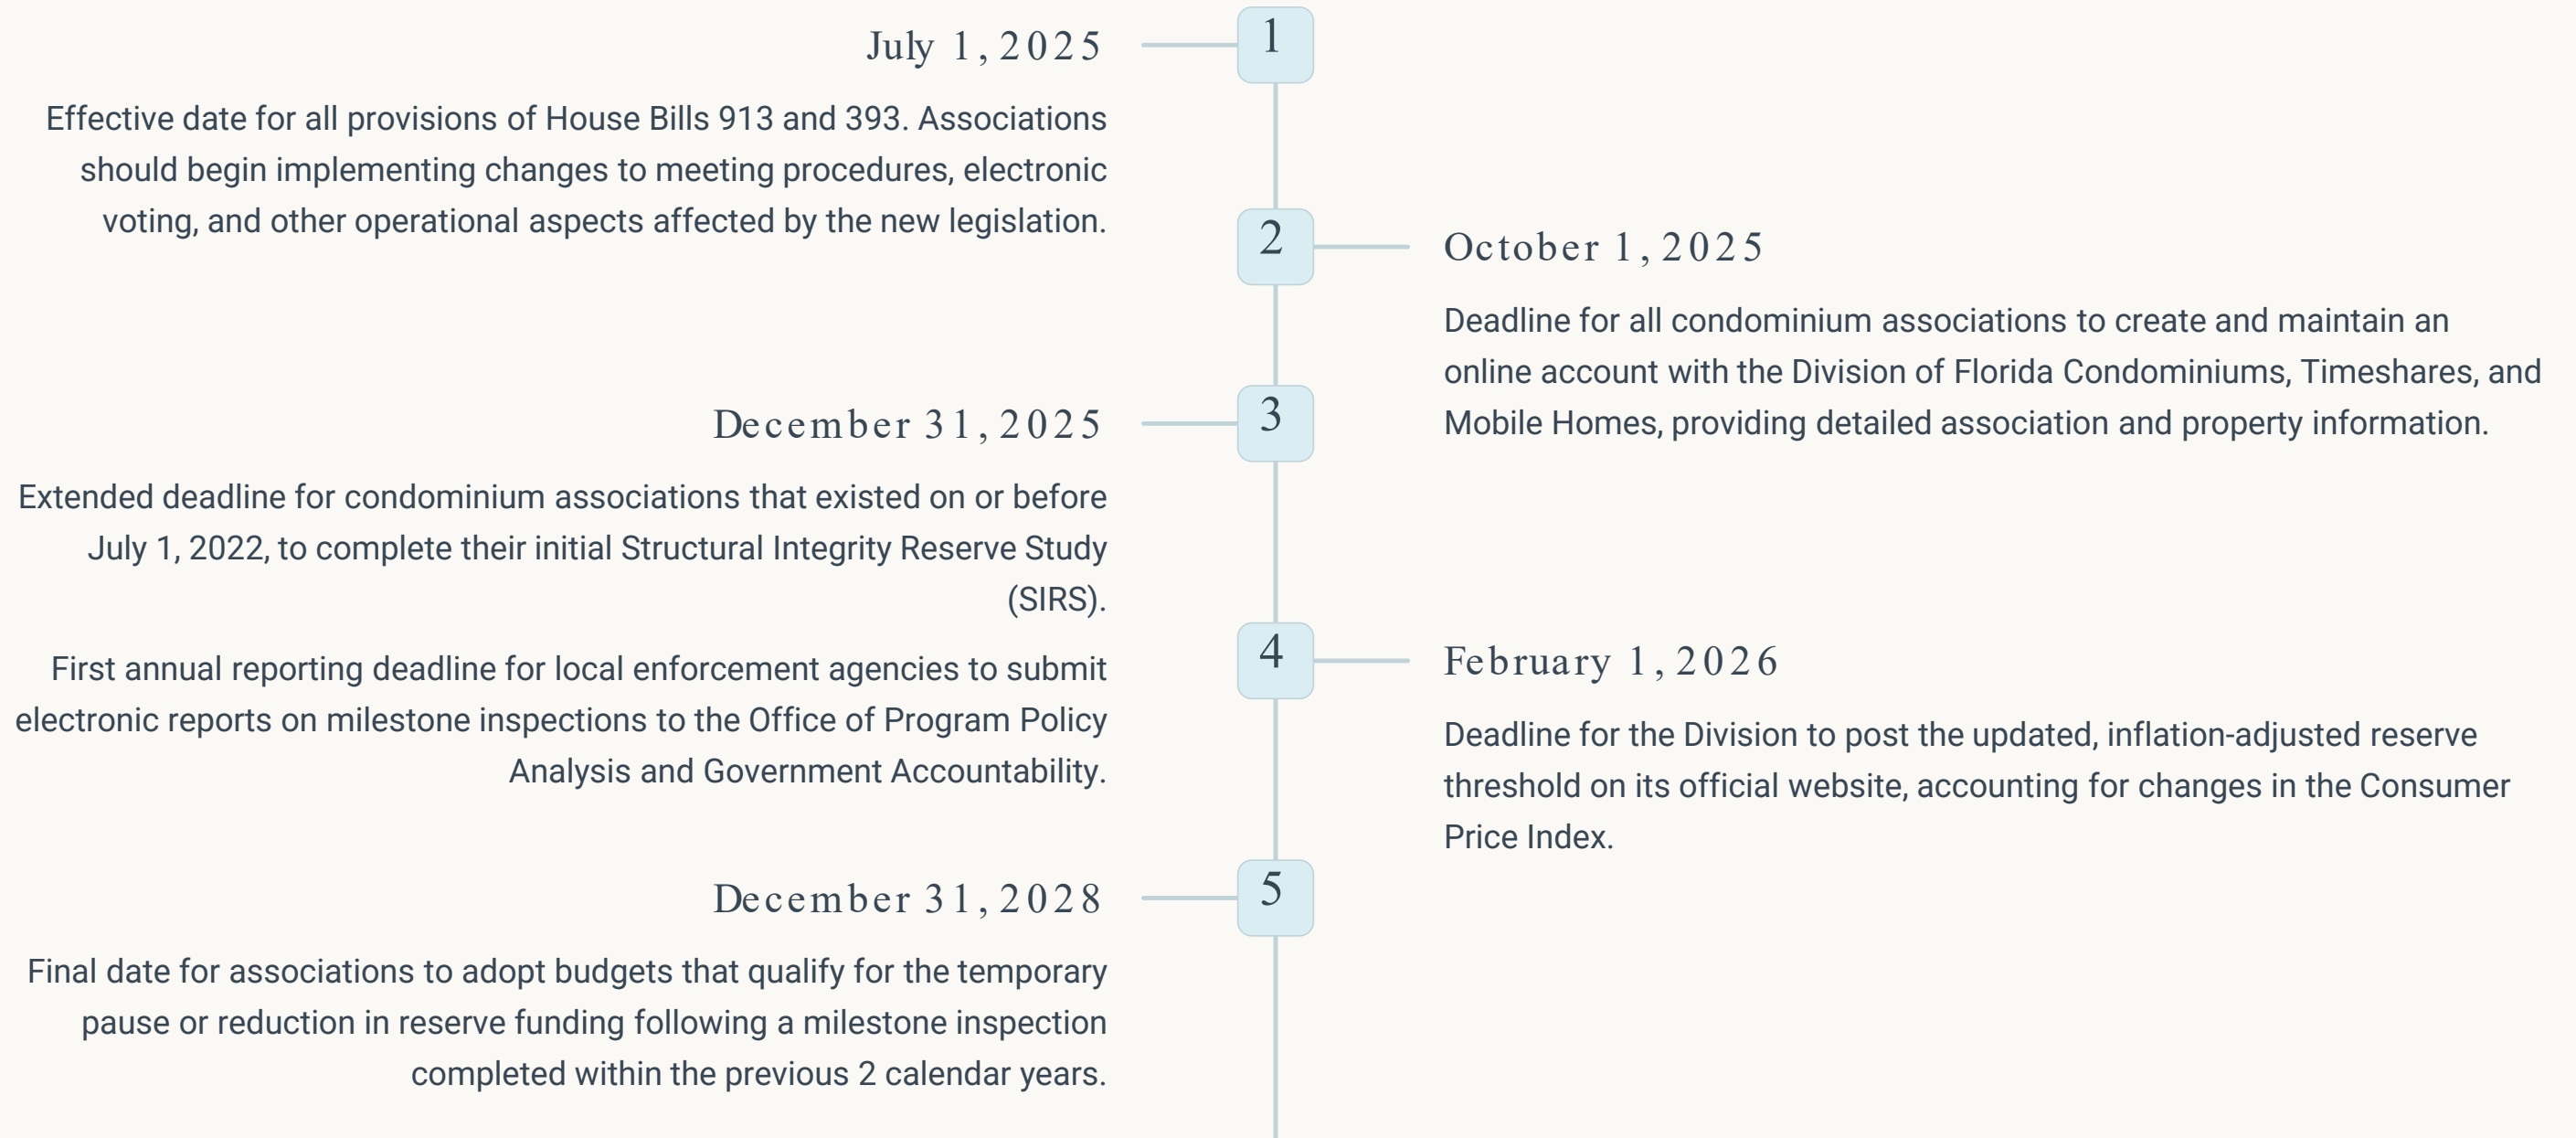 1
July 1, 2025
Effective date for all provisions of House Bills 913 and 393. Associations
should begin implementing changes to meeting procedures, electronic
voting, and other operational aspects affected by the new legislation.
2
October 1, 2025
Deadline for all condominium associations to create and maintain an
online account with the Division of Florida Condominiums, Timeshares, and
Mobile Homes, providing detailed association and property information.
3
December 31, 2025
Extended deadline for condominium associations that existed on or before
July 1, 2022, to complete their initial Structural Integrity Reserve Study
(SIRS).
First annual reporting deadline for local enforcement agencies to submit
electronic reports on milestone inspections to the Office of Program Policy
Analysis and Government Accountability.
4
February 1, 2026
Deadline for the Division to post the updated, inflation-adjusted reserve
threshold on its official website, accounting for changes in the Consumer
Price Index.
5
December 31, 2028
Final date for associations to adopt budgets that qualify for the temporary
pause or reduction in reserve funding following a milestone inspection
completed within the previous 2 calendar years.